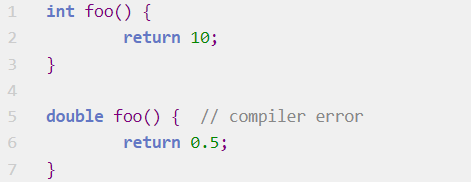 1 int foo() {
2 return 10;
3 }
4
5 double foo() { // compiler error
6 return 0.5;
7 }